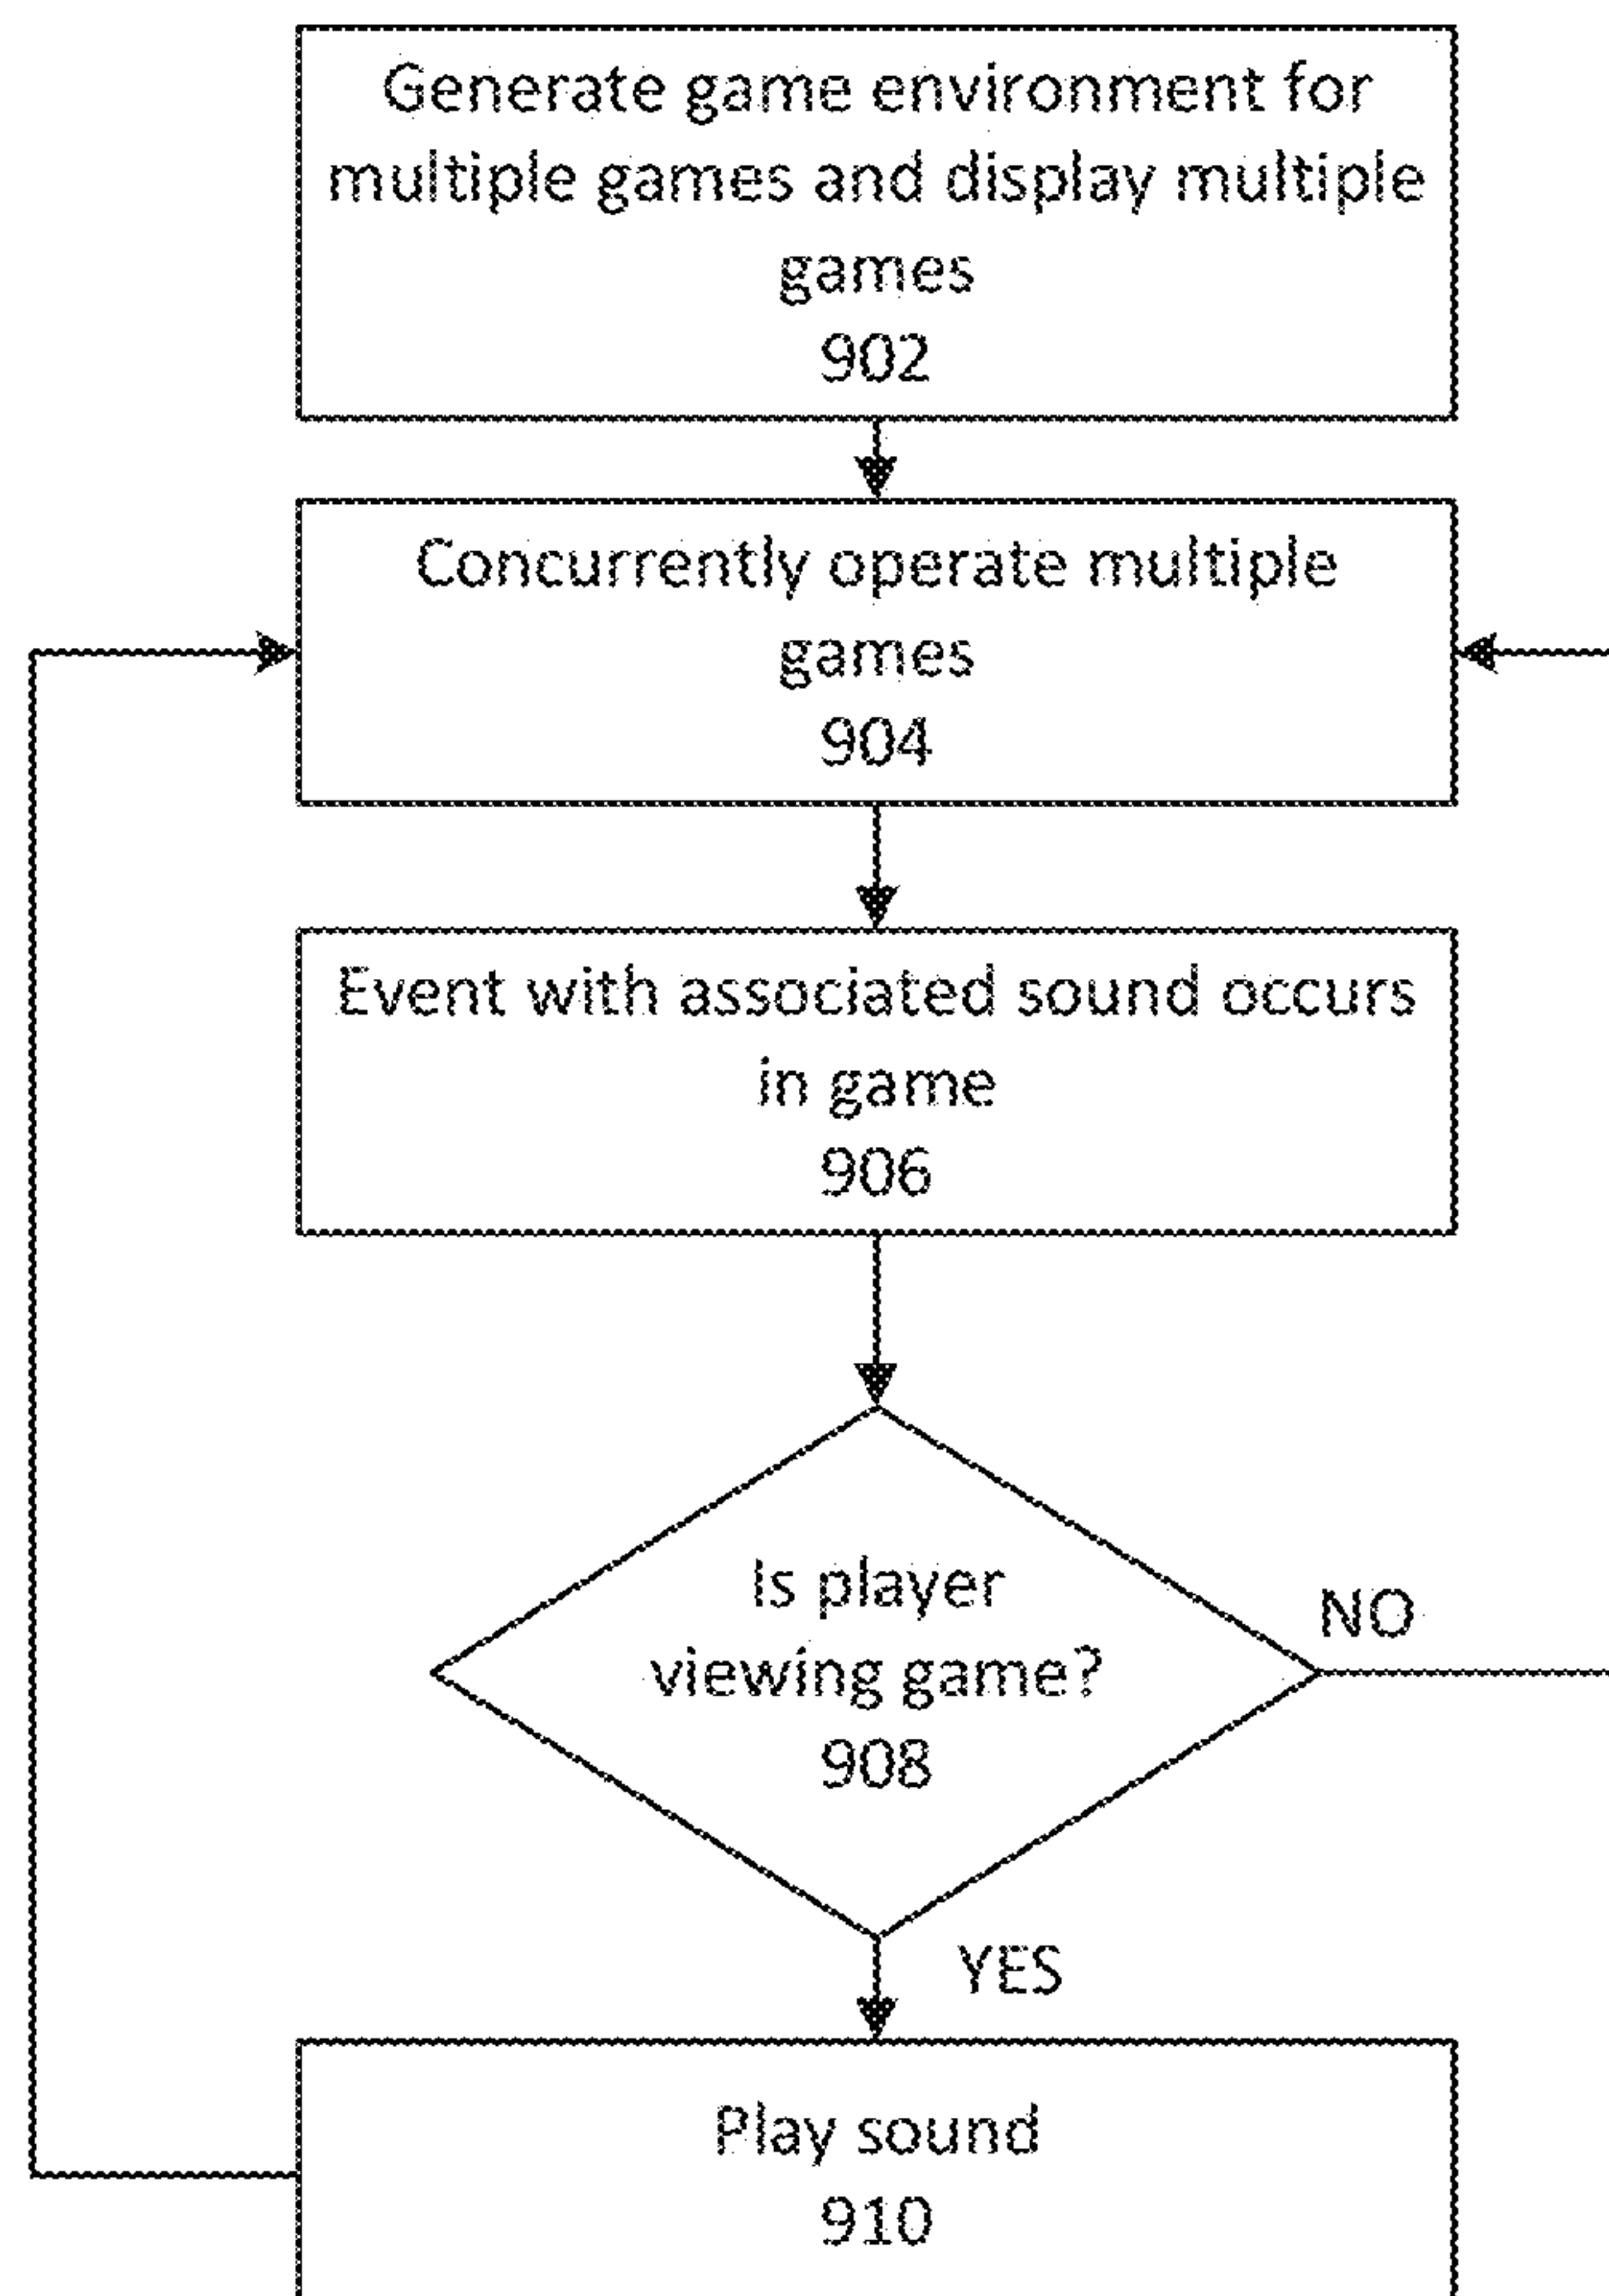 Generate game environment for
multiple games and display multiple
games
902
Concurrently operate multiple
games
904
Event with associated sound occurs
in game
906
Is player
viewing game?
908
NO
YES
Play sound
910